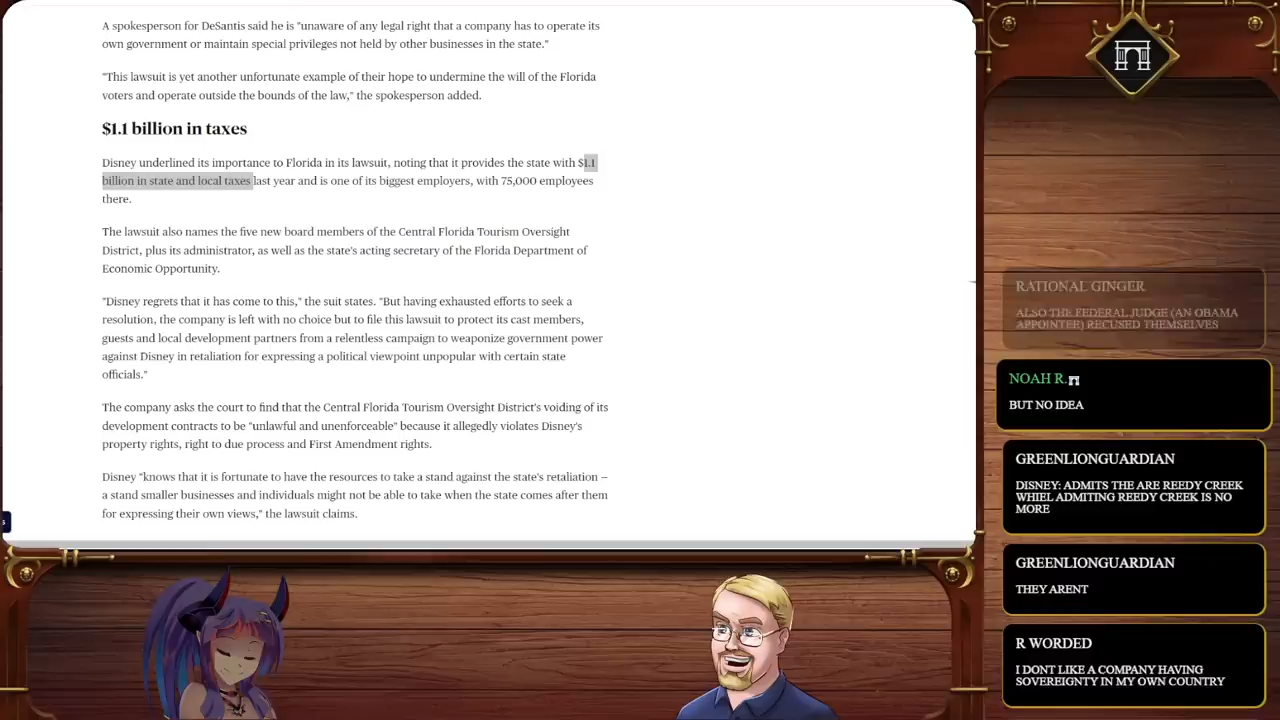 A spokesperson for DeSantis said he is "unaware of any legal right that a company has to operate its
own government or maintain special privileges not held by other businesses in the state."
"This lawsuit is yet another unfortunate example of their hope to undermine the will of the Florida
voters and operate outside the bounds of the law," the spokesperson added.
$1.1 billion in taxes
Disney underlined its importance to Florida in its lawsuit, noting that it provides the state with $1.1
billion in state and local taxes last year and is one of its biggest employers, with 75,000 employees
there.
The lawsuit also names the five new board members of the Central Florida Tourism Oversight
District, plus its administrator, as well as the state's acting secretary of the Florida Department of
Economic Opportunity.
"Disney regrets that it has come to this," the suit states. "But having exhausted efforts to seek a
resolution, the company is left with no choice but to file this lawsuit to protect its cast members,
guests and local development partners from a relentless campaign to weaponize government power
against Disney in retaliation for expressing a political viewpoint unpopular with certain state
officials."
The company asks the court to find that the Central Florida Tourism Oversight District's voiding of its
development contracts to be "unlawful and unenforceable" because it allegedly violates Disney's
property rights, right to due process and First Amendment rights.
Disney "knows that it is fortunate to have the resources to take a stand against the state's retaliation —
a stand smaller businesses and individuals might not be able to take when the state comes after them
for expressing their own views," the lawsuit claims.
RATIONAL GINGER
ALSO THE FEDERAL JUDGE (AN OBAMA
APPOINTEE) RECUSED THEMSELVES
NOAH R.
BUT NO IDEA
GREENLIONGUARDIAN
DISNEY: ADMITS THE ARE REEDY CREEK
WHIEL ADMITING REEDY CREEK IS NO
MORE
GREENLIONGUARDIAN
THEY ARENT
R WORDED
I DONT LIKE A COMPANY HAVING
SOVEREIGNTY IN MY OWN COUNTRY